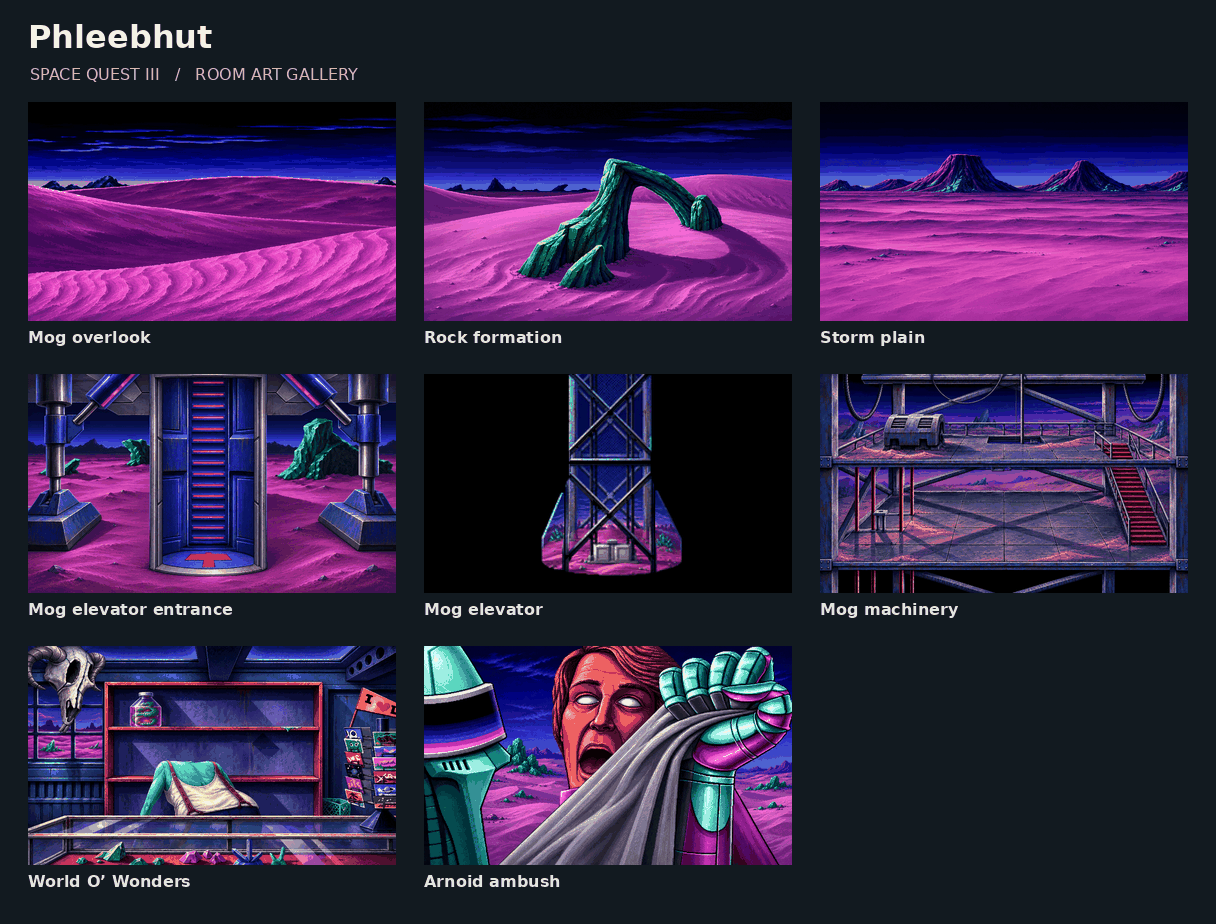 Phleebhut
SPACE QUEST III / ROOM ART GALLERY
Mog overlook
Rock formation
Storm plain
Mog elevator entrance
Mog elevator
Mog machinery
I
World O’ Wonders
Arnoid ambush